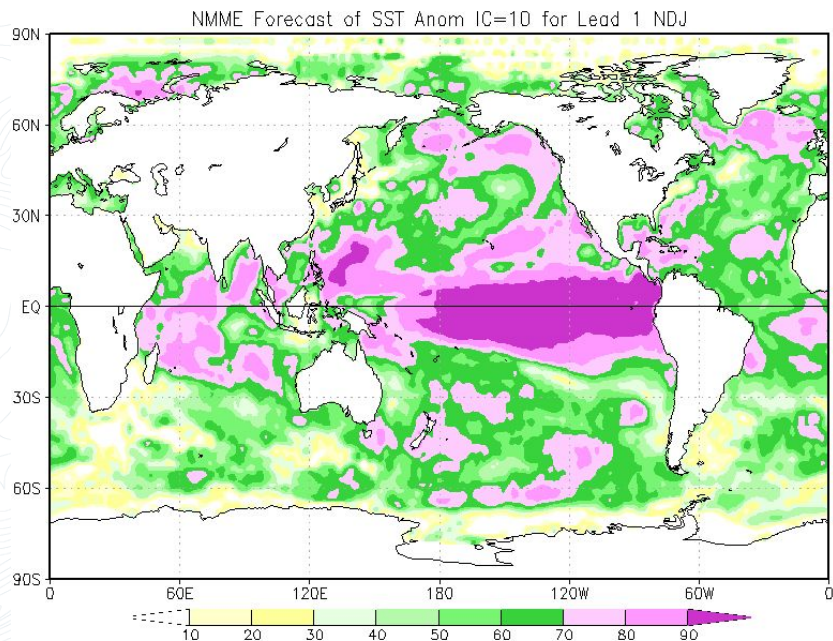 NMME Forecast of SST Anom IC=10 for Lead 1 NDJ
90N
60N
30N
EQ
30S
60S
90S
0 60E 120E 180 120W 60W 0
10 20 30 40 50 60 70 80 90